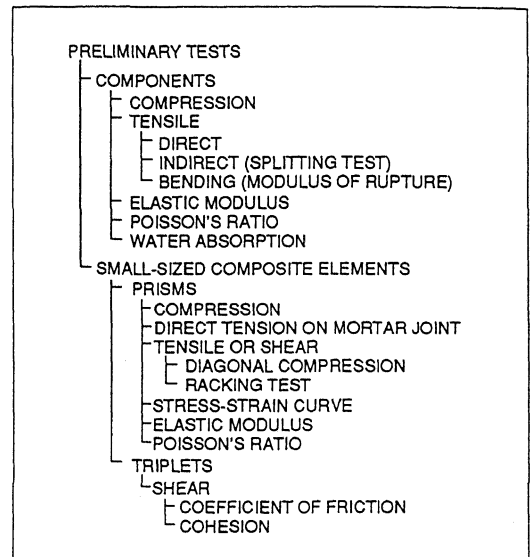 PRELIMINARY TESTS
COMPONENTS
COMPRESSION
TENSILE
DIRECT
INDIRECT (SPLITTING TEST)
BENDING (MODULUS OF RUPTURE)
ELASTIC MODULUS
POISSON'S RATIO
WATER ABSORPTION
SMALL-SIZED COMPOSITE ELEMENTS
PRISMS
COMPRESSION
DIRECT TENSION ON MORTAR JOINT
TENSILE OR SHEAR
DIAGONAL COMPRESSION
RACKING TEST
STRESS-STRAIN CURVE
ELASTIC MODULUS
POISSON'S RATIO
TRIPLETS
SHEAR
COEFFICIENT OF FRICTION
COHESION